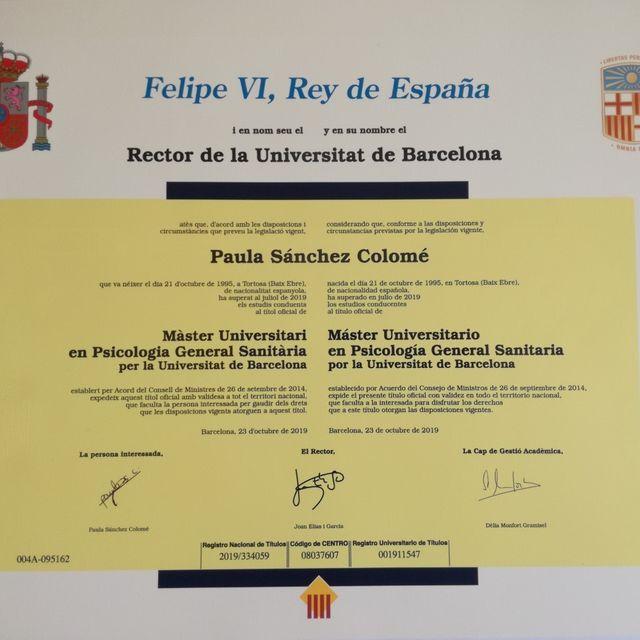 Felipe VI, Rey de España
i en nom seu el y en su nombre el
Rector de la Universitat de Barcelona
atès que, d'acord amb les disposicions i
circumstàncies que preveu la legislació vigent,
considerando que, conforme a las disposiciones y
circunstancias previstas por la legislación vigente,
Paula Sánchez Colomé
que va néixer el dia 21 d'octubre de 1995, a Tortosa (Baix Ebre),
de nacionalitat espanyola,
ha superat al juliol de 2019
els estudis conduents
al títol oficial de
nacida el día 21 de octubre de 1995, en Tortosa (Baix Ebre),
de nacionalidad española,
ha superado en julio de 2019
los estudios conducentes
al título oficial de
Màster Universitari
en Psicologia General Sanitària
per la Universitat de Barcelona
Máster Universitario
en Psicología General Sanitaria
por la Universitat de Barcelona
establert per Acord del Consell de Ministres de 26 de setembre de 2014,
expedeix aquest títol oficial amb validesa a tot el territori nacional,
que faculta la persona interessada per gaudir dels drets
que les disposicions vigents atorguen a aquest títol.
establecido por Acuerdo del Consejo de Ministros de 26 de septiembre de 2014,
expide el presente título oficial con validez en todo el territorio nacional,
que faculta a la interesada para disfrutar los derechos
que a este título otorgan las disposiciones vigentes.
Barcelona, 23 d'octubre de 2019
Barcelona, 23 de octubre de 2019
La persona interessada,
El Rector,
La Cap de Gestió Acadèmica,
Paula Sánchez Colomé
Joan Elias i Garcia
Dèlia Monfort Gramisel
Registro Nacional de Títulos
2019/334059
Código de CENTRO
08037607
Registro Universitario de Títulos
001911547
004A-095162